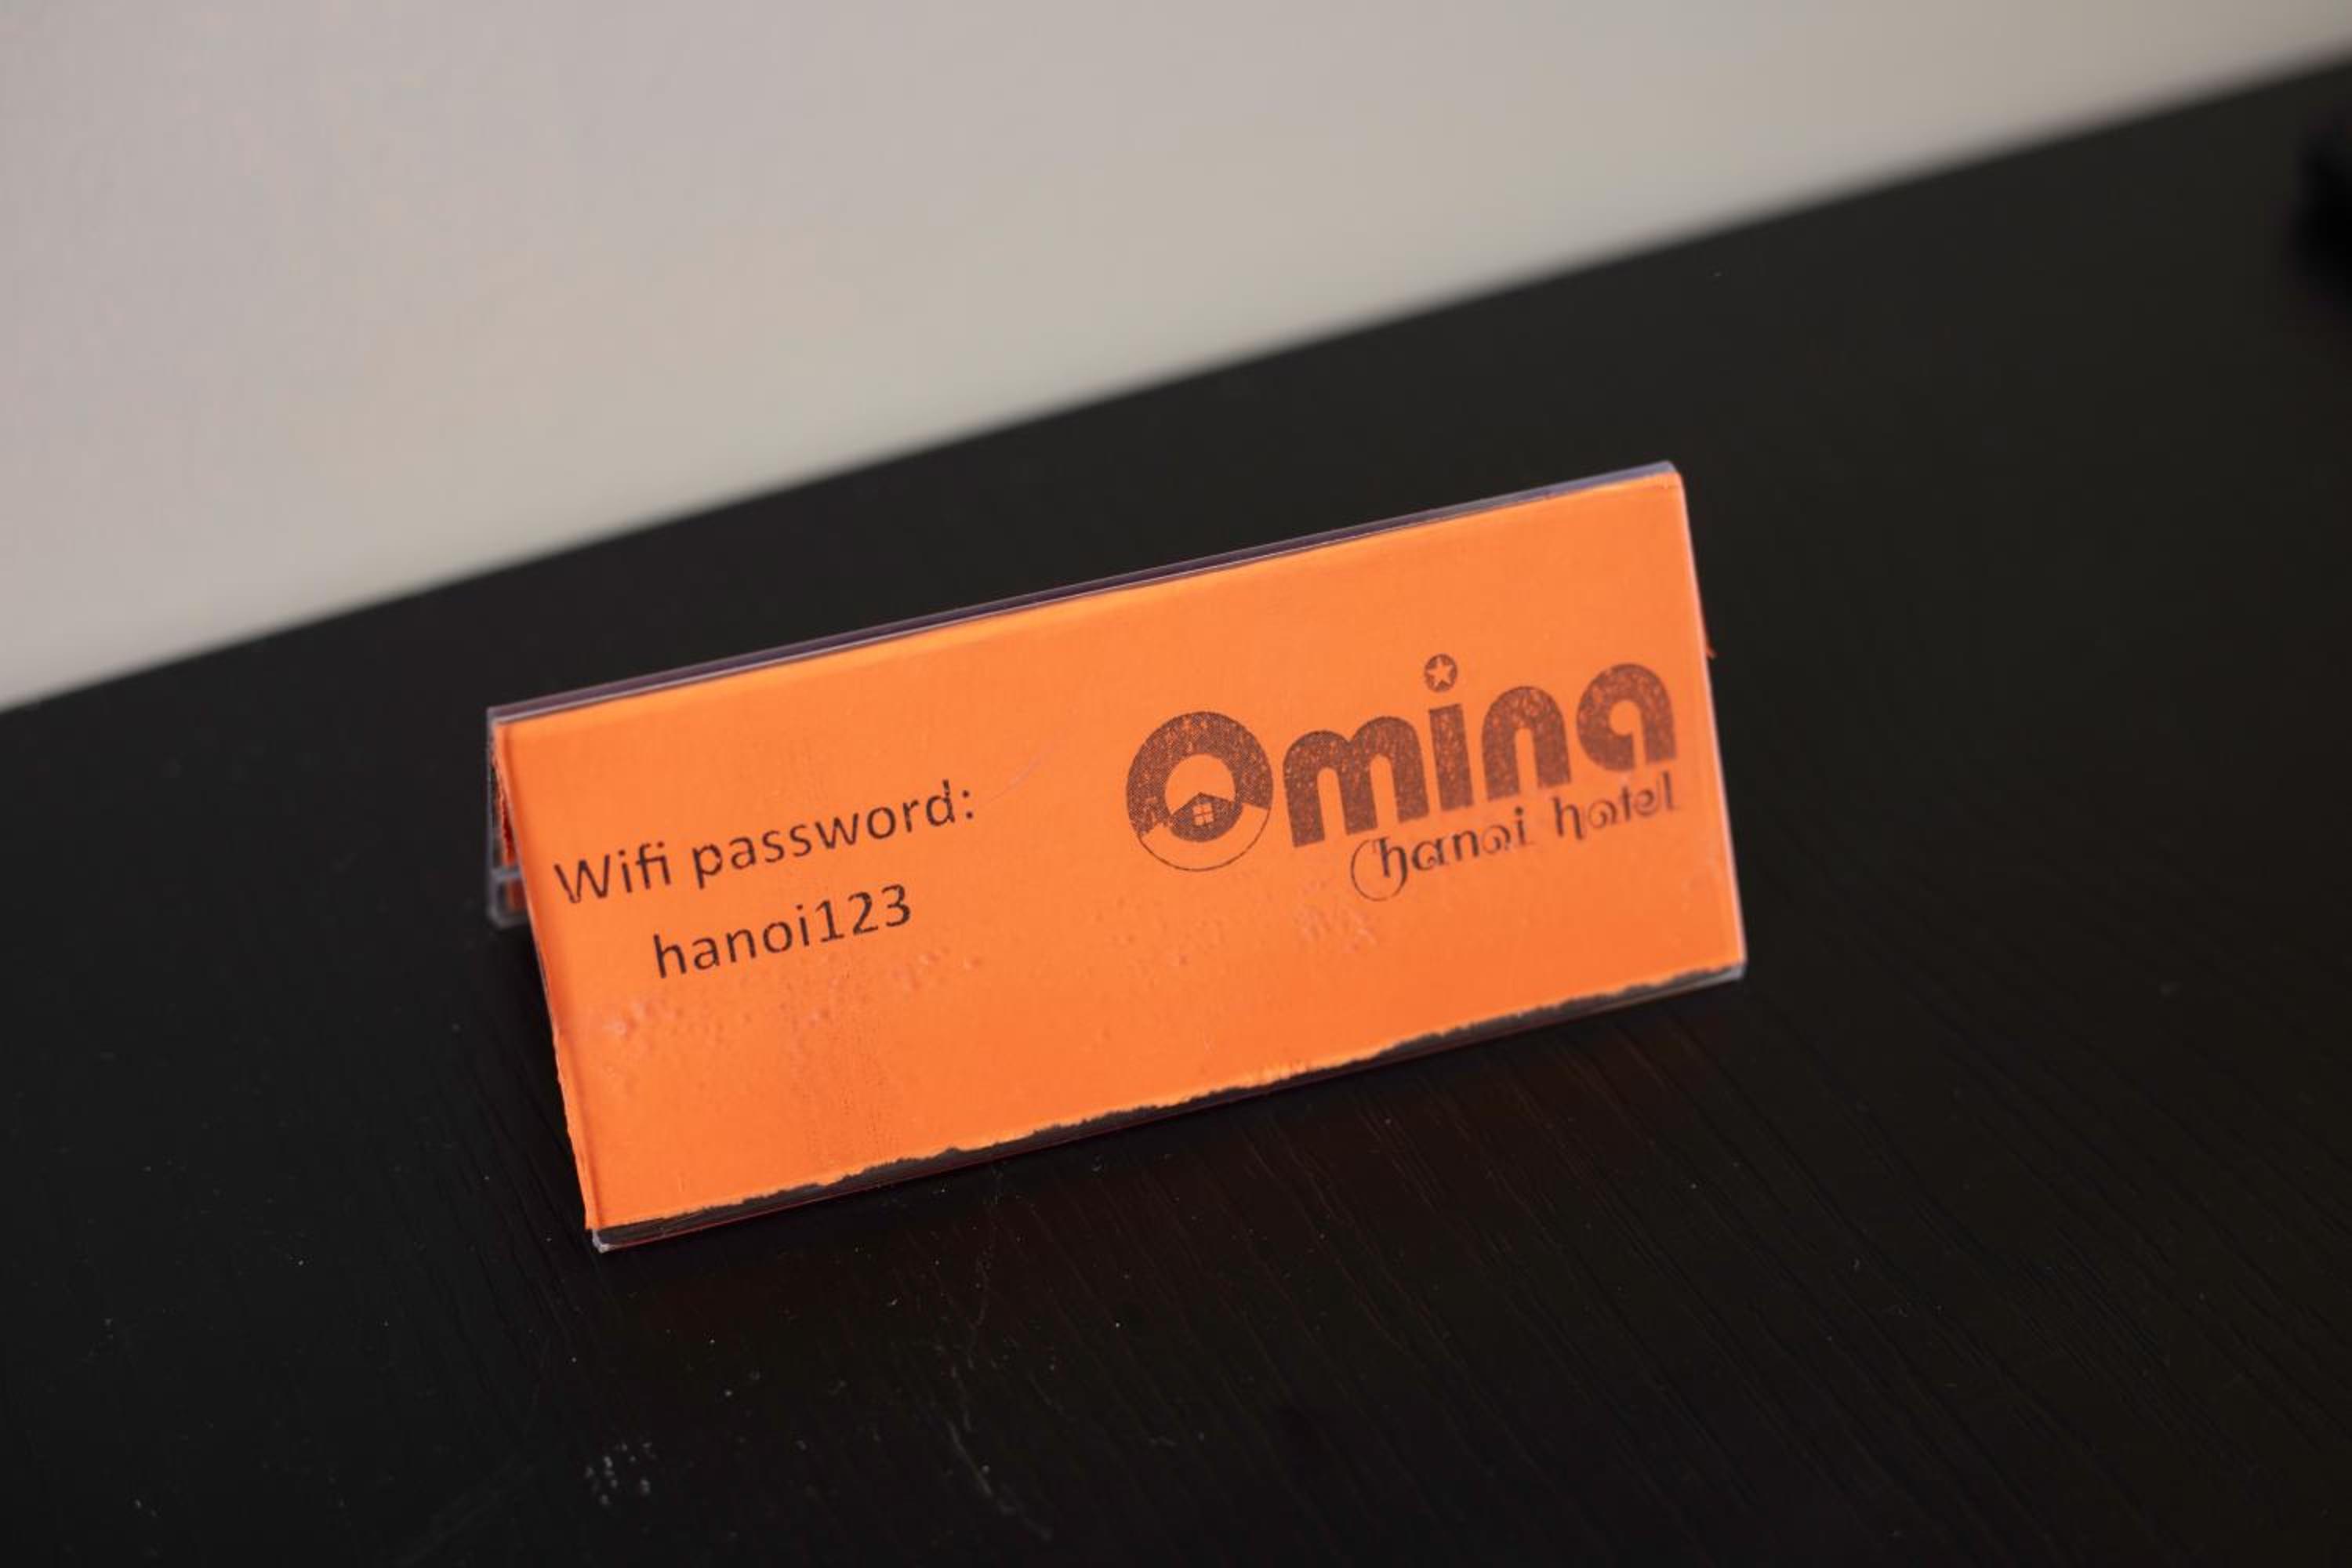 Wifi password:
hanoi123
Omina
hanoi hotel